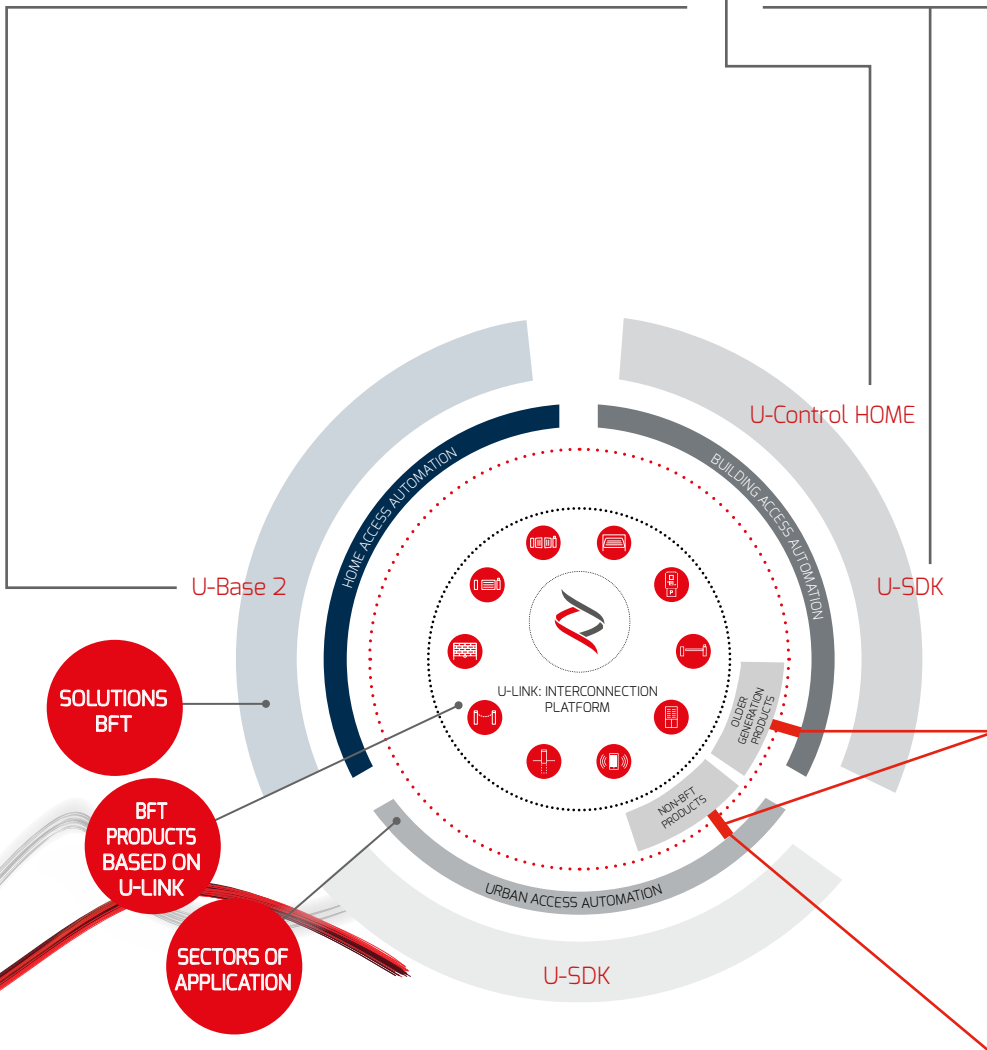 U-Control HOME
HOME ACCESS AUTOMATION
BUILDING ACCESS AUTOMATION
U-Base 2
U-SDK
SOLUTIONS
BFT
U-LINK: INTERCONNECTION
PLATFORM
OLDER
GENERATION
PRODUCTS
NON-BFT
PRODUCTS
BFT
PRODUCTS
BASED ON
U-LINK
URBAN ACCESS AUTOMATION
SECTORS OF
APPLICATION
U-SDK
P